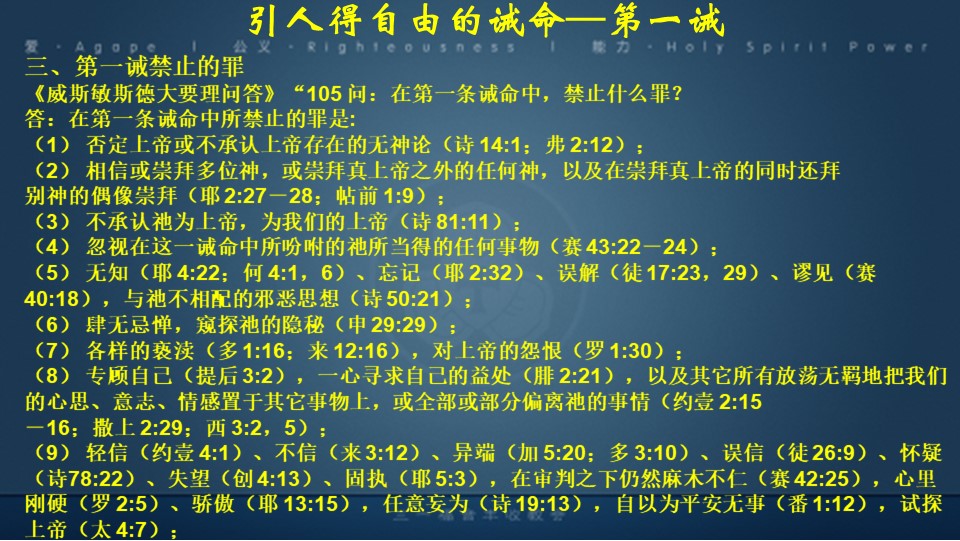 引人得自由的诫命—第一诫
爱·Agape | 公义·Righteousness | 能力·Holy Spirit Power
三、第一诫禁止的罪
《威斯敏斯德大要理问答》“105 问：在第一条诫命中，禁止什么罪？
答：在第一条诫命中所禁止的罪是:
（1） 否定上帝或不承认上帝存在的无神论（诗 14:1；弗 2:12）；
（2） 相信或崇拜多位神，或崇拜真上帝之外的任何神，以及在崇拜真上帝的同时还拜
别神的偶像崇拜（耶 2:27－28；帖前 1:9）；
（3） 不承认祂为上帝，为我们的上帝（诗 81:11）；
（4） 忽视在这一诫命中所吩咐的祂所当得的任何事物（赛 43:22－24）；
（5） 无知（耶 4:22；何 4:1，6）、忘记（耶 2:32）、误解（徒 17:23，29）、谬见（赛
40:18），与祂不相配的邪恶思想（诗 50:21）；
（6） 肆无忌惮，窥探祂的隐秘（申 29:29）；
（7） 各样的亵渎（多 1:16；来 12:16），对上帝的怨恨（罗 1:30）；
（8） 专顾自己（提后 3:2），一心寻求自己的益处（腓 2:21），以及其它所有放荡无羁地把我们
的心思、意志、情感置于其它事物上，或全部或部分偏离祂的事情（约壹 2:15
－16；撒上 2:29；西 3:2，5）；
（9） 轻信（约壹 4:1）、不信（来 3:12）、异端（加 5:20；多 3:10）、误信（徒 26:9）、怀疑
（诗78:22）、失望（创 4:13）、固执（耶 5:3），在审判之下仍然麻木不仁（赛 42:25），心里
刚硬（罗 2:5）、骄傲（耶 13:15），任意妄为（诗 19:13），自以为平安无事（番 1:12），试探
上帝（太 4:7）；